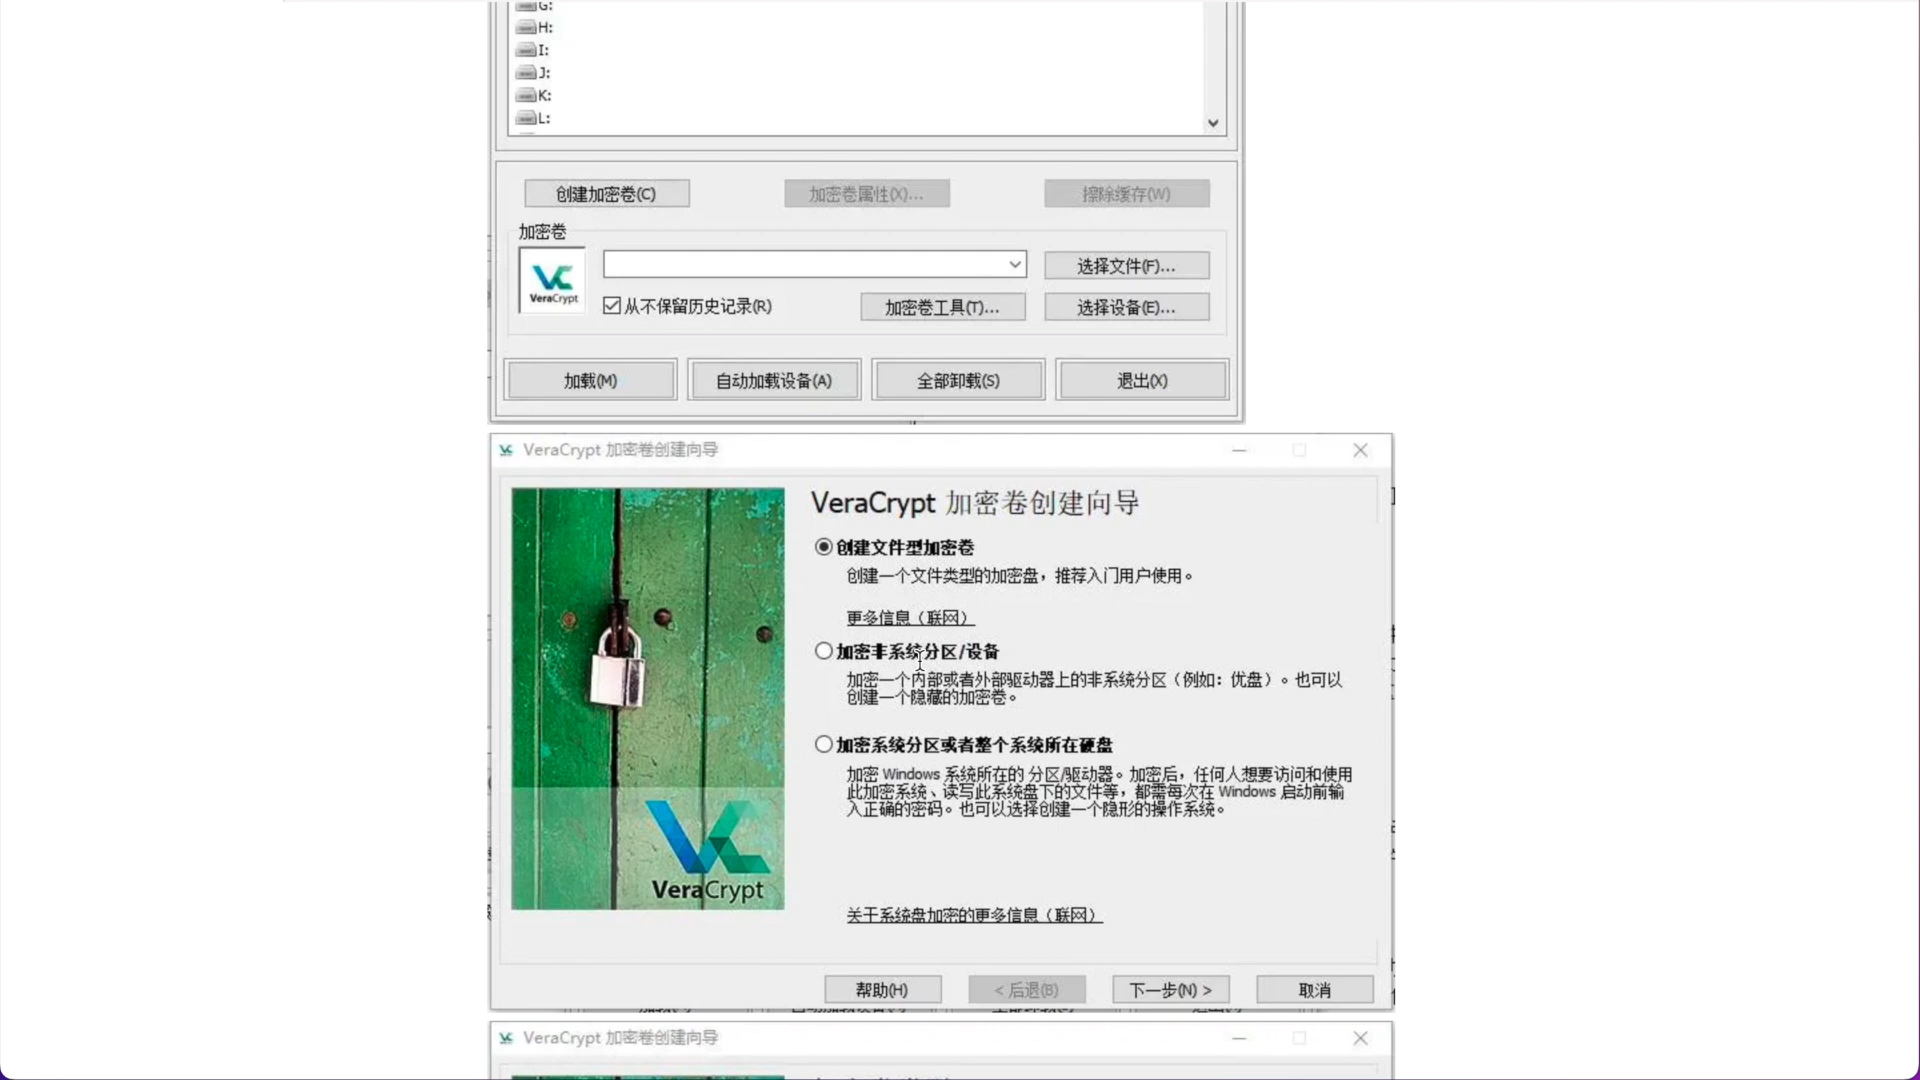 G:
H:
I:
J:
K:
L:
创建加密卷(C)
加密卷属性(X)...
擦除缓存(W)
加密卷
VeraCrypt
选择文件(F)...
从不保留历史记录(R)
加密卷工具(T)...
选择设备(E)...
加载(M)
自动加载设备(A)
全部卸载(S)
退出(X)
VeraCrypt 加密卷创建向导
VeraCrypt 加密卷创建向导
创建文件型加密卷
创建一个文件类型的加密盘，推荐入门用户使用。
更多信息（联网）
加密非系统分区/设备
加密一个内部或者外部驱动器上的非系统分区（例如：优盘）。也可以
创建一个隐藏的加密卷。
加密系统分区或者整个系统所在硬盘
加密 Windows 系统所在的 分区/驱动器。加密后，任何人想要访问和使用
此加密系统、读写此系统盘下的文件等，都需每次在 Windows 启动前输
入正确的密码。也可以选择创建一个隐形的操作系统。
VeraCrypt
关于系统盘加密的更多信息（联网）
帮助(H)
< 后退(B)
下一步(N) >
取消
VeraCrypt 加密卷创建向导